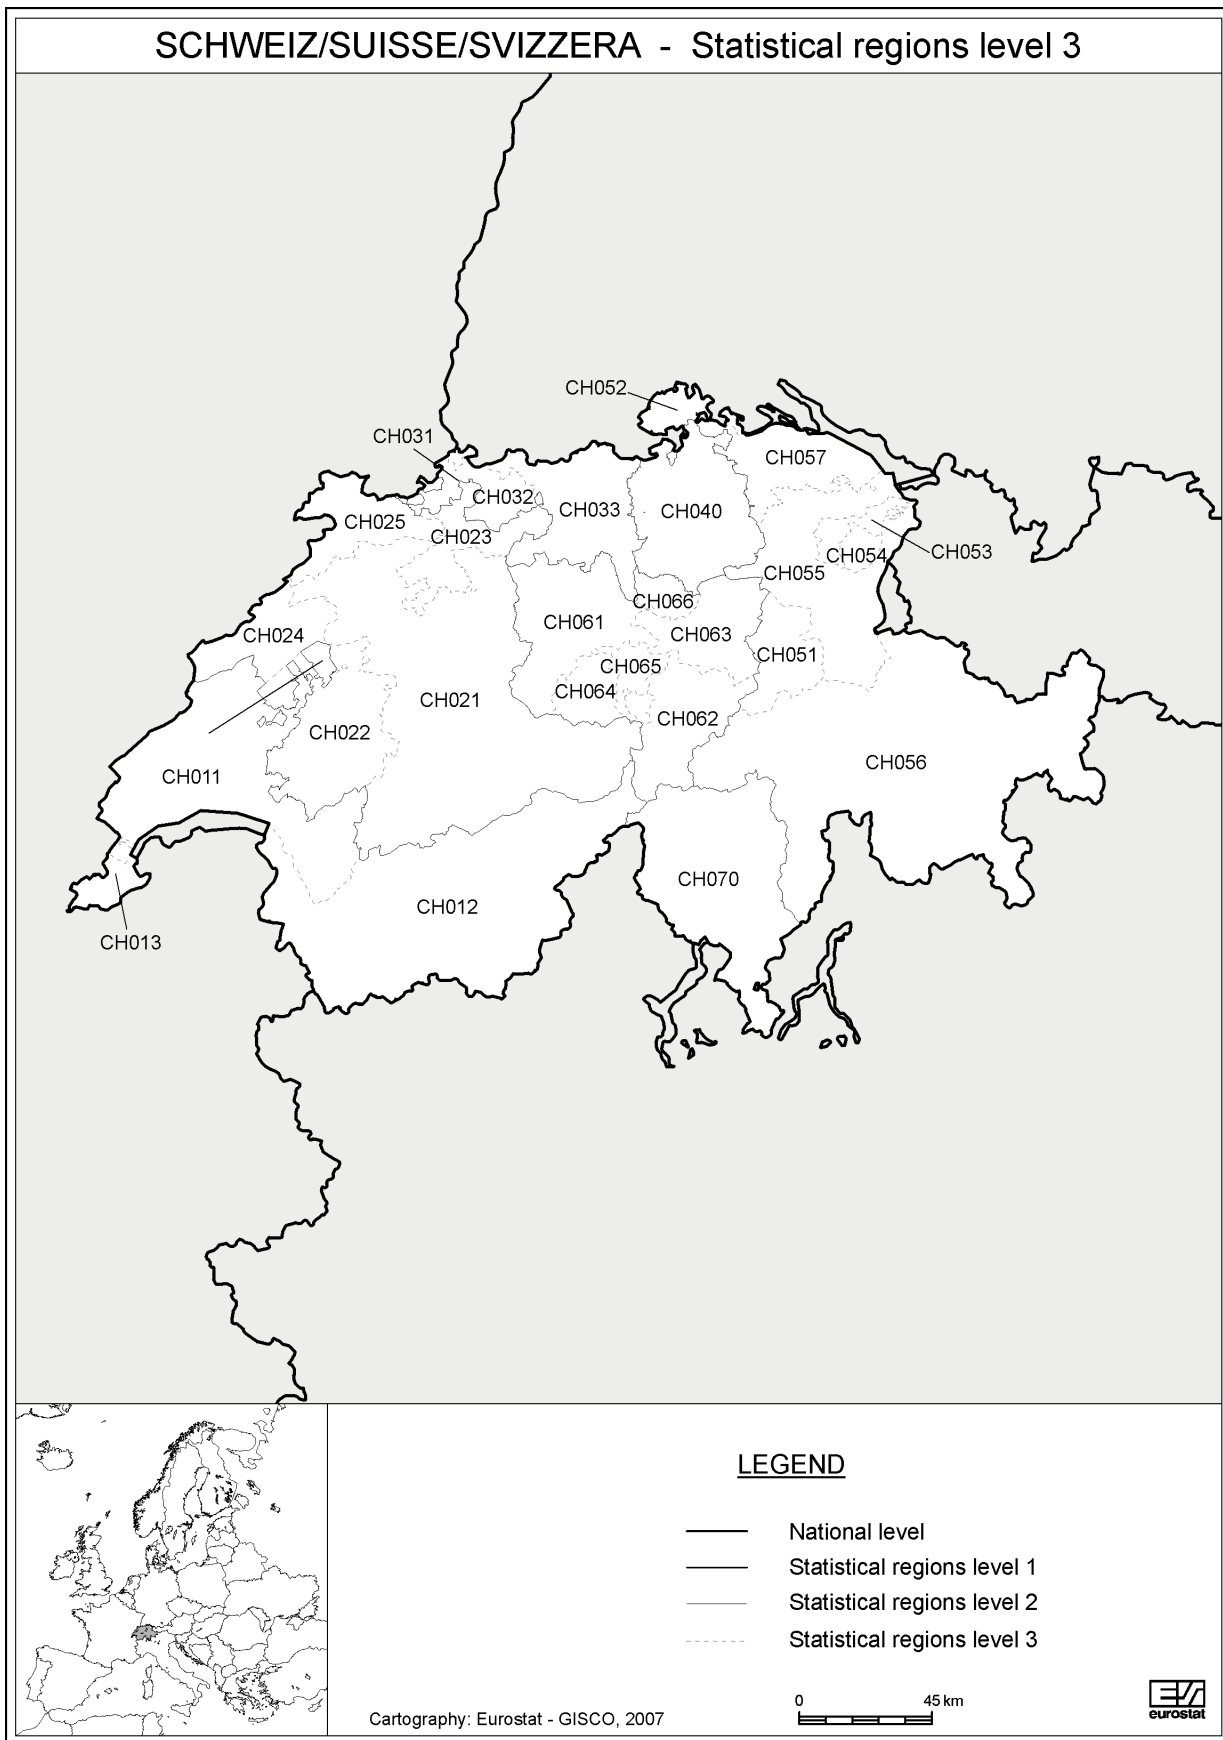 SCHWEIZ/SUISSE/SVIZZERA - Statistical regions level 3
CH052
CH031
CH057
CH032
CH033
CH040
CH025
CH023
CH053
CH054
CH055
CH066
CH061
CH063
CH024
CH051
CH065
CH064
CH021
CH062
CH022
CH056
CH011
CH070
CH012
CH013
LEGEND
National level
Statistical regions level 1
Statistical regions level 2
Statistical regions level 3
0 45 km
Cartography: Eurostat - GISCO, 2007
eurostat